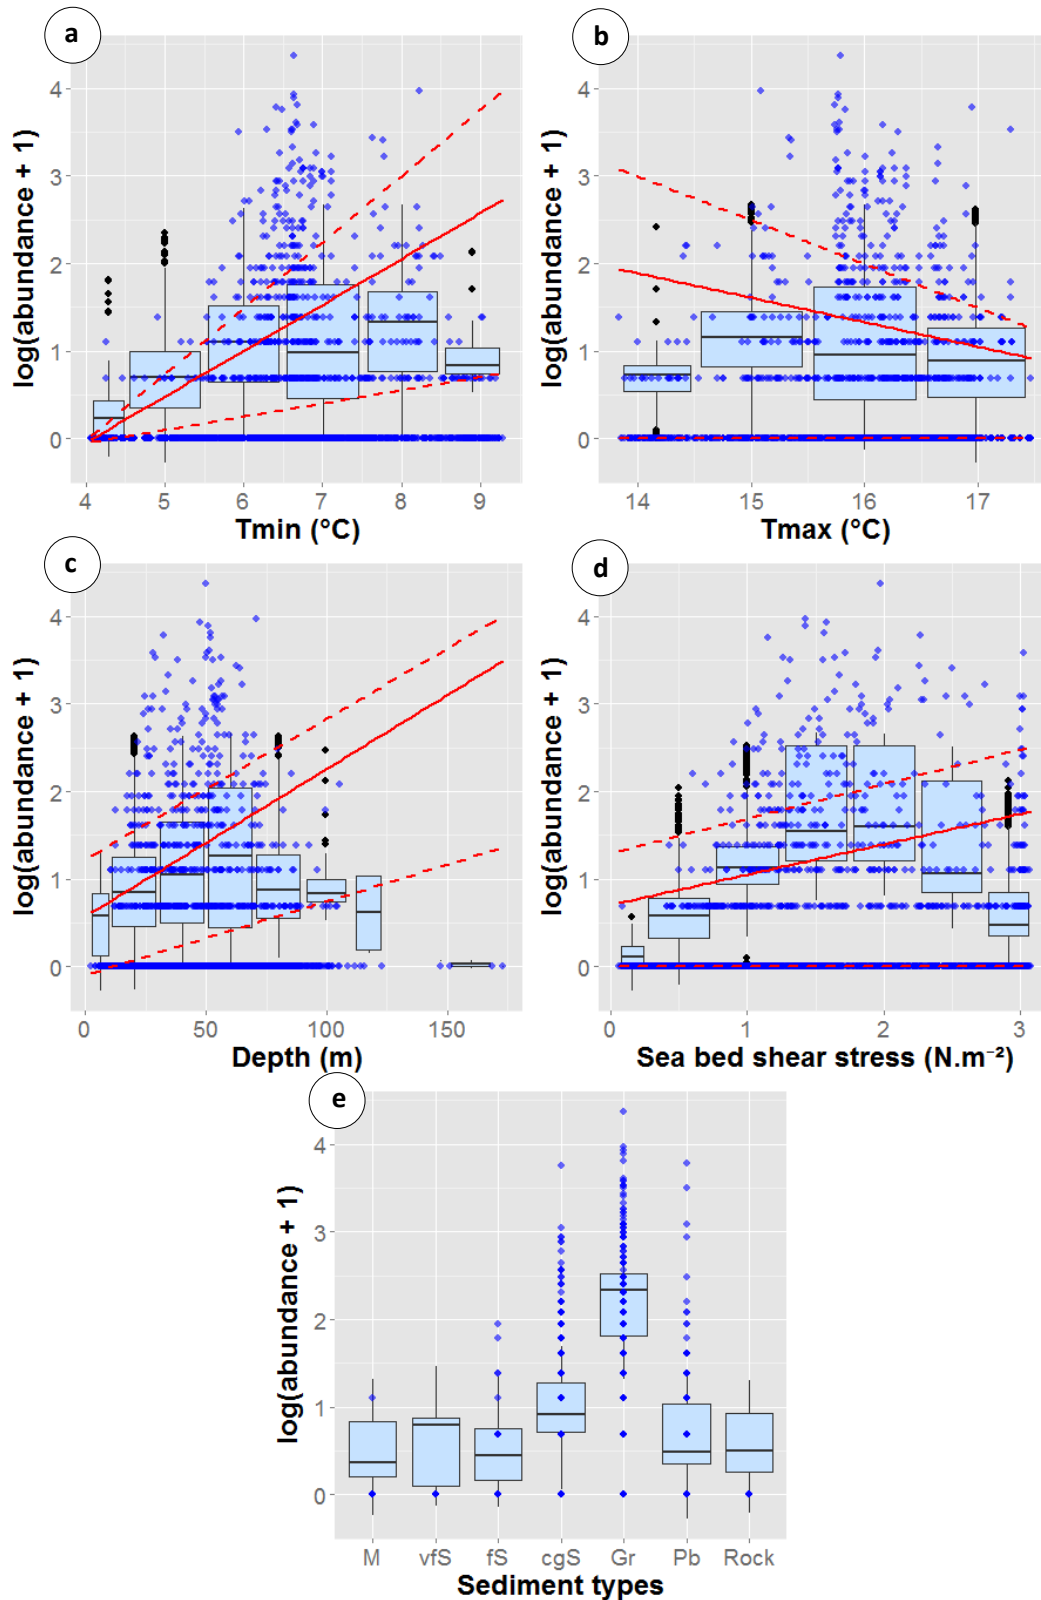 a
b
log(abundance + 1)
4
3
2
1
0
4 5 6 7 8 9
Tmin (°C)
log(abundance + 1)
4
3
2
1
0
14 15 16 17
Tmax (°C)
c
d
log(abundance + 1)
4
3
2
1
0
0 50 100 150
Depth (m)
log(abundance + 1)
4
3
2
1
0
0 1 2 3
Sea bed shear stress (N.m⁻²)
e
log(abundance + 1)
4
3
2
1
0
M vfS fS cgS Gr Pb Rock
Sediment types